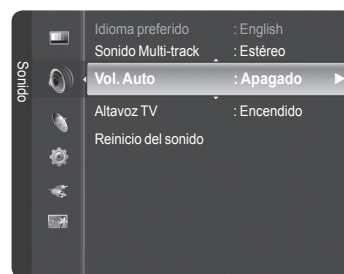 Sonido
Idioma preferido : English
Sonido Multi-track : Estéreo
Vol. Auto : Apagado
Altavoz TV : Encendido
Reinicio del sonido